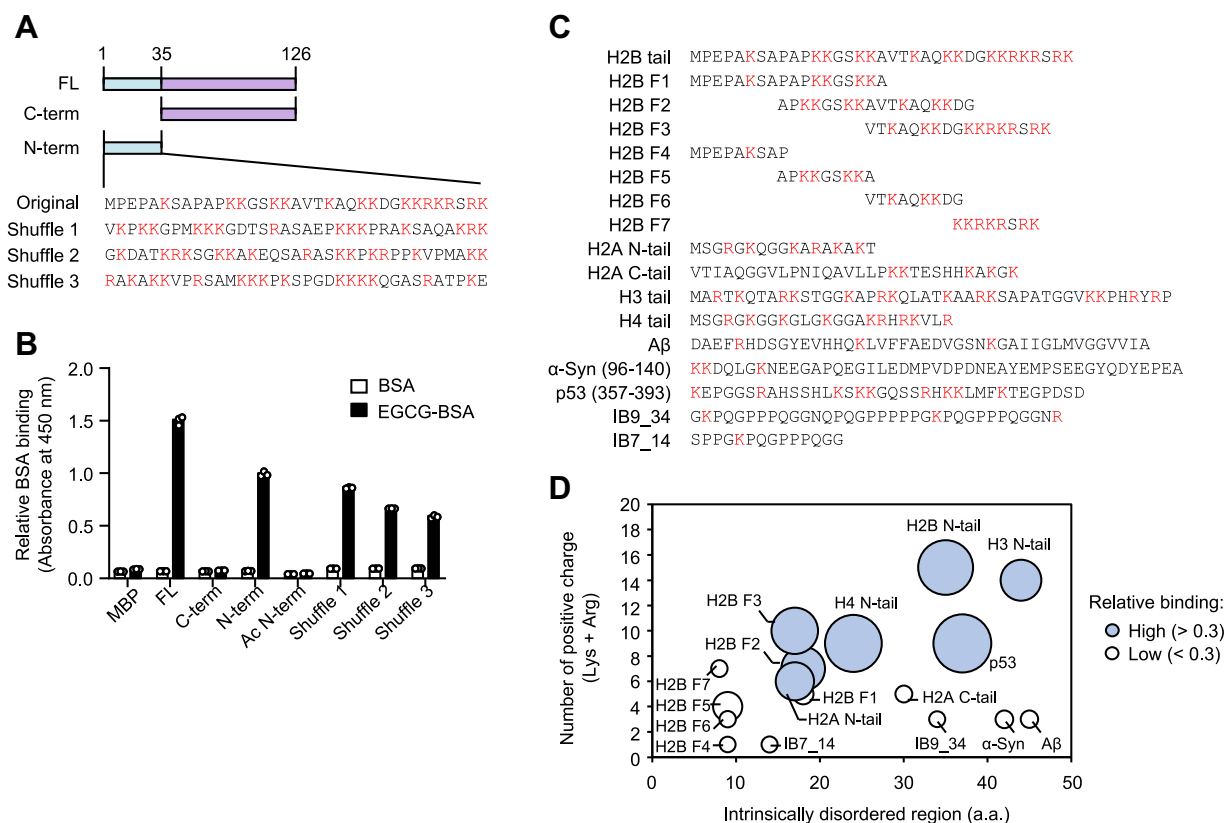 A
1 35 126
FL
C-term
N-term
Original MPEPAKSAPAPKKGSKKAVTKAQKKDGKKRKRSRK
Shuffle 1 VKPKKGPMKKKGDTSRASAEPKKKPRAKSAQAKRK
Shuffle 2 GKDATKRKSGKKAKEQSARASKKPKRPPKVPMAKK
Shuffle 3 RAKAKKVPRSAMKKKPKSPGDKKKKQGASRATPKE
B
Relative BSA binding
(Absorbance at 450 nm)
2.0
1.5
1.0
0.5
0.0
BSA
EGCG-BSA
MBP
FL
C-term
N-term
Ac N-term
Shuffle 1
Shuffle 2
Shuffle 3
C
H2B tail MPEPAKSAPAPKKGSKKAVTKAQKKDGKKRKRSRK
H2B F1 MPEPAKSAPAPKKGSKKA
H2B F2 APKKGSKKAVTKAQKKDG
H2B F3 VTKAQKKDGKKRKRSRK
H2B F4 MPEPAKSAP
H2B F5 APKKGSKKA
H2B F6 VTKAQKKDG
H2B F7 KKRKRSRK
H2A N-tail MSGRGKQGGKARAKAKT
H2A C-tail VTIAQGGVLPNIQAVLLPKKTESHHKAKGK
H3 tail MARTKQTARKSTGGKAPRKQLATKAARKSAPATGGVKKPHRYRP
H4 tail MSGRGKGGKGLGKGGAKRHRKVLR
Aβ DAEFRHDSGYEVHHQKLVFFAEDVGSNKGAIIGLMVGGVVIA
α-Syn (96-140) KKDQLGKNEEGAPQEGILEDMPVDPDNEAYEMPSEEGYQDYEPEA
p53 (357-393) KEPGGSRAHSSHLKSKKGQSSRHKKLMFKTEGPDSD
IB9_34 GKPQGPPPQGGNQPQGPPPPPGKPQGPPPQGGNR
IB7_14 SPPGKPQGPPPQGG
D
Number of positive charge
(Lys + Arg)
20
18
16
14
12
10
8
6
4
2
0
0 10 20 30 40 50
Intrinsically disordered region (a.a.)
H2B N-tail
H3 N-tail
H2B F3
H4 N-tail
H2B F2
p53
H2B F7
H2B F5
H2B F1
H2A C-tail
H2B F6
H2A N-tail
H2B F4
IB7_14
IB9_34
α-Syn
Aβ
Relative binding:
High (> 0.3)
Low (< 0.3)